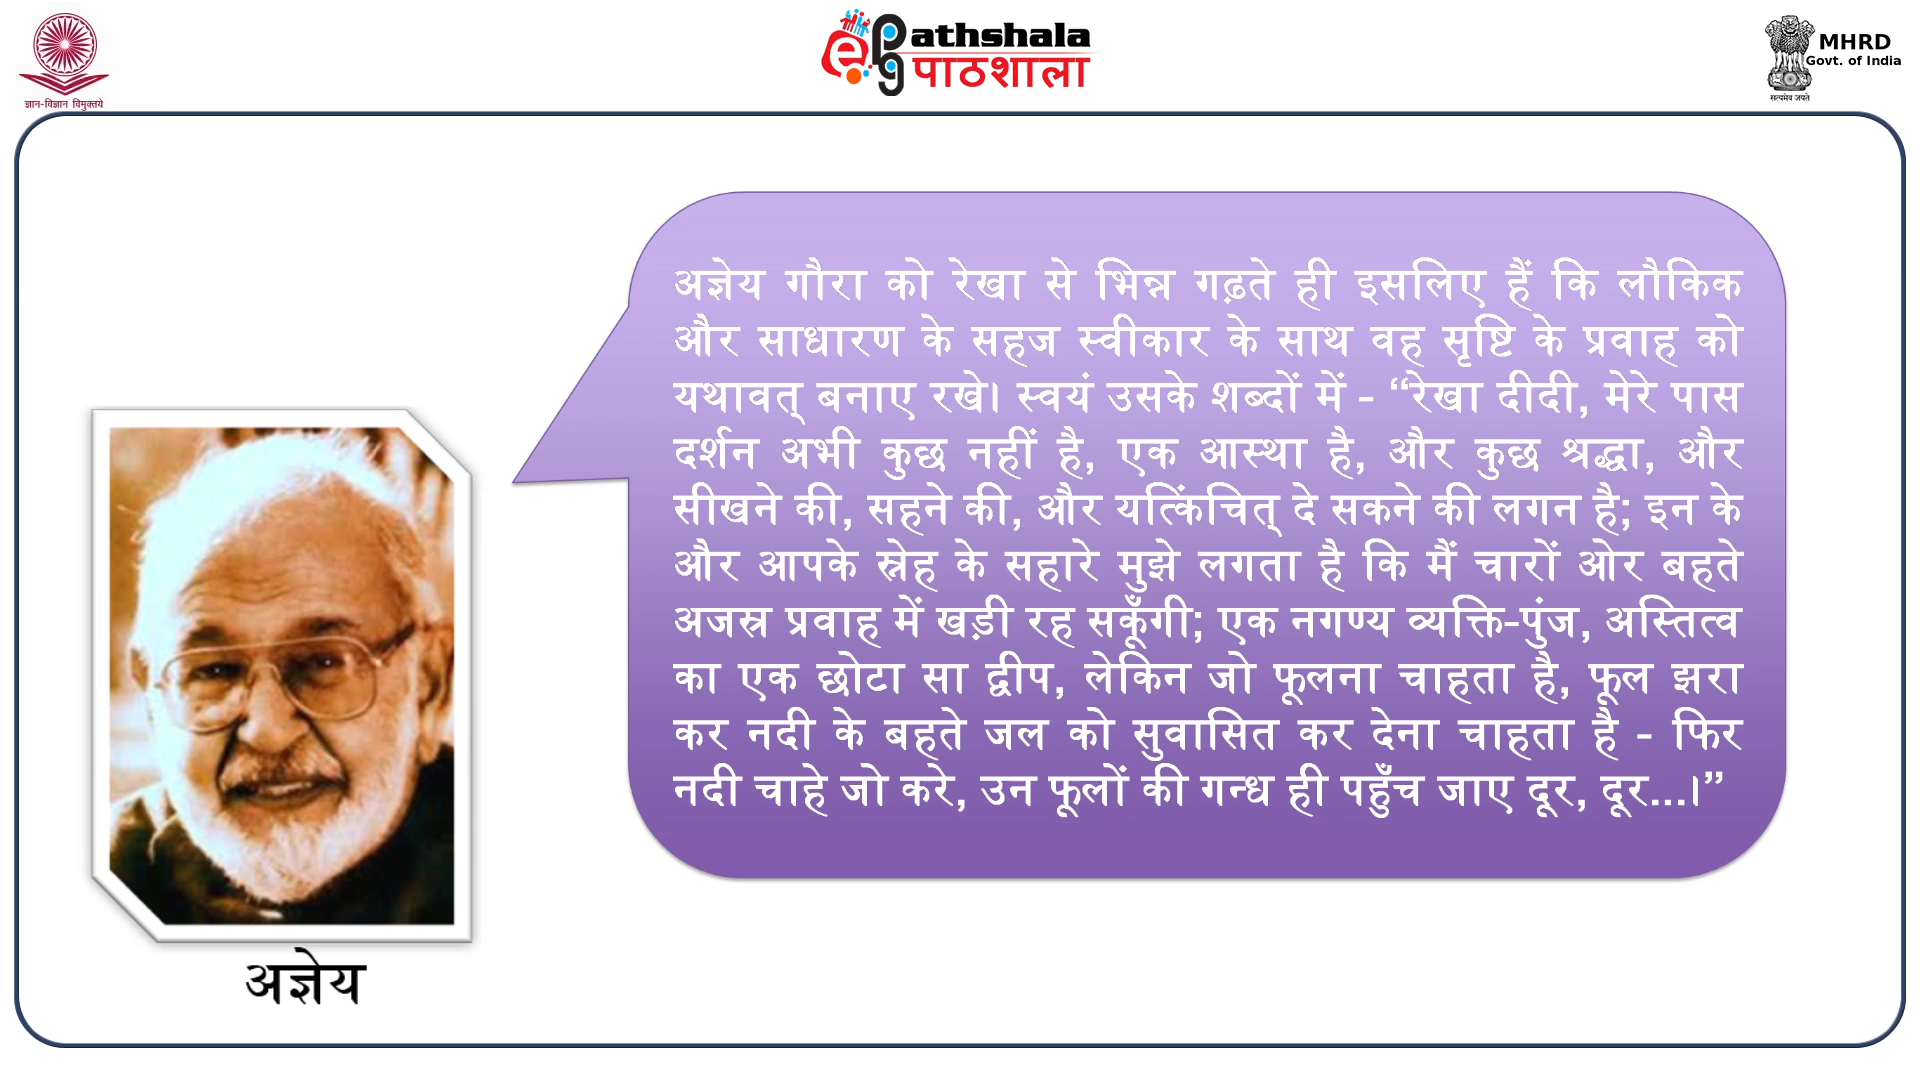 ज्ञान-विज्ञान विमुक्तये
ePathshala
पाठशाला
MHRD
Govt. of India
सत्यमेव जयते
अज्ञेय गौरा को रेखा से भिन्न गढ़ते ही इसलिए हैं कि लौकिक
और साधारण के सहज स्वीकार के साथ वह सृष्टि के प्रवाह को
यथावत् बनाए रखे। स्वयं उसके शब्दों में - “रेखा दीदी, मेरे पास
दर्शन अभी कुछ नहीं है, एक आस्था है, और कुछ श्रद्धा, और
सीखने की, सहने की, और यत्किंचित् दे सकने की लगन है; इन के
और आपके स्नेह के सहारे मुझे लगता है कि मैं चारों ओर बहते
अजस्र प्रवाह में खड़ी रह सकूँगी; एक नगण्य व्यक्ति-पुंज, अस्तित्व
का एक छोटा सा द्वीप, लेकिन जो फूलना चाहता है, फूल झरा
कर नदी के बहते जल को सुवासित कर देना चाहता है - फिर
नदी चाहे जो करे, उन फूलों की गन्ध ही पहुँच जाए दूर, दूर...।”
अज्ञेय